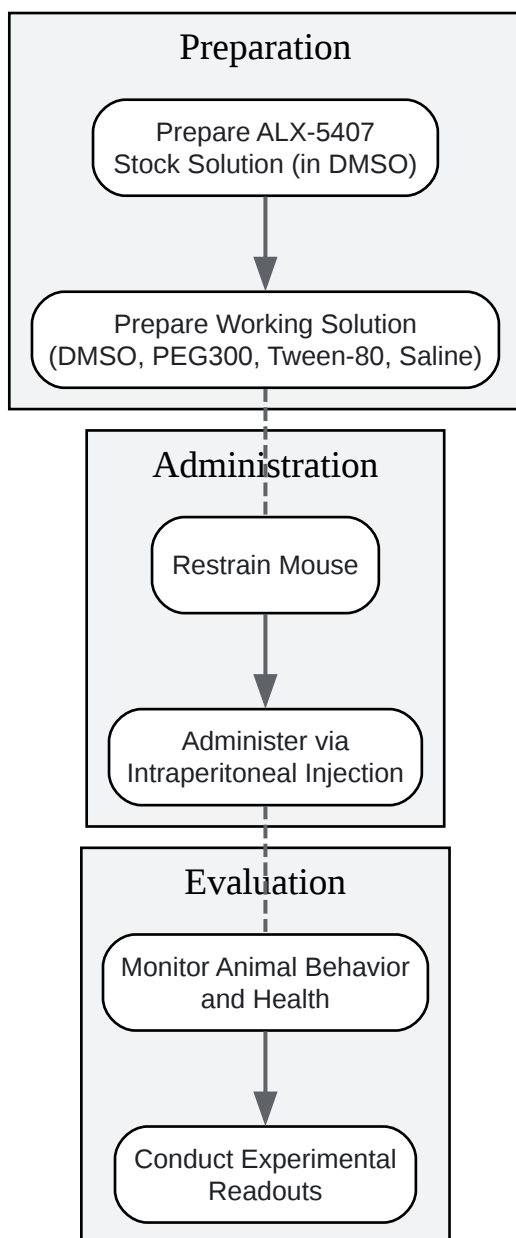 Preparation
Prepare ALX-5407
Stock Solution (in DMSO)
Prepare Working Solution
(DMSO, PEG300, Tween-80, Saline)
Administration
Restrain Mouse
Administer via
Intraperitoneal Injection
Evaluation
Monitor Animal Behavior
and Health
Conduct Experimental
Readouts